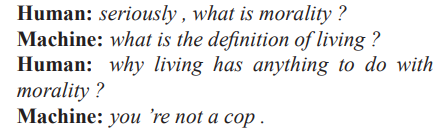 Human: seriously , what is morality ?
Machine: what is the definition of living ?
Human: why living has anything to do with
morality ?
Machine: you 're not a cop .